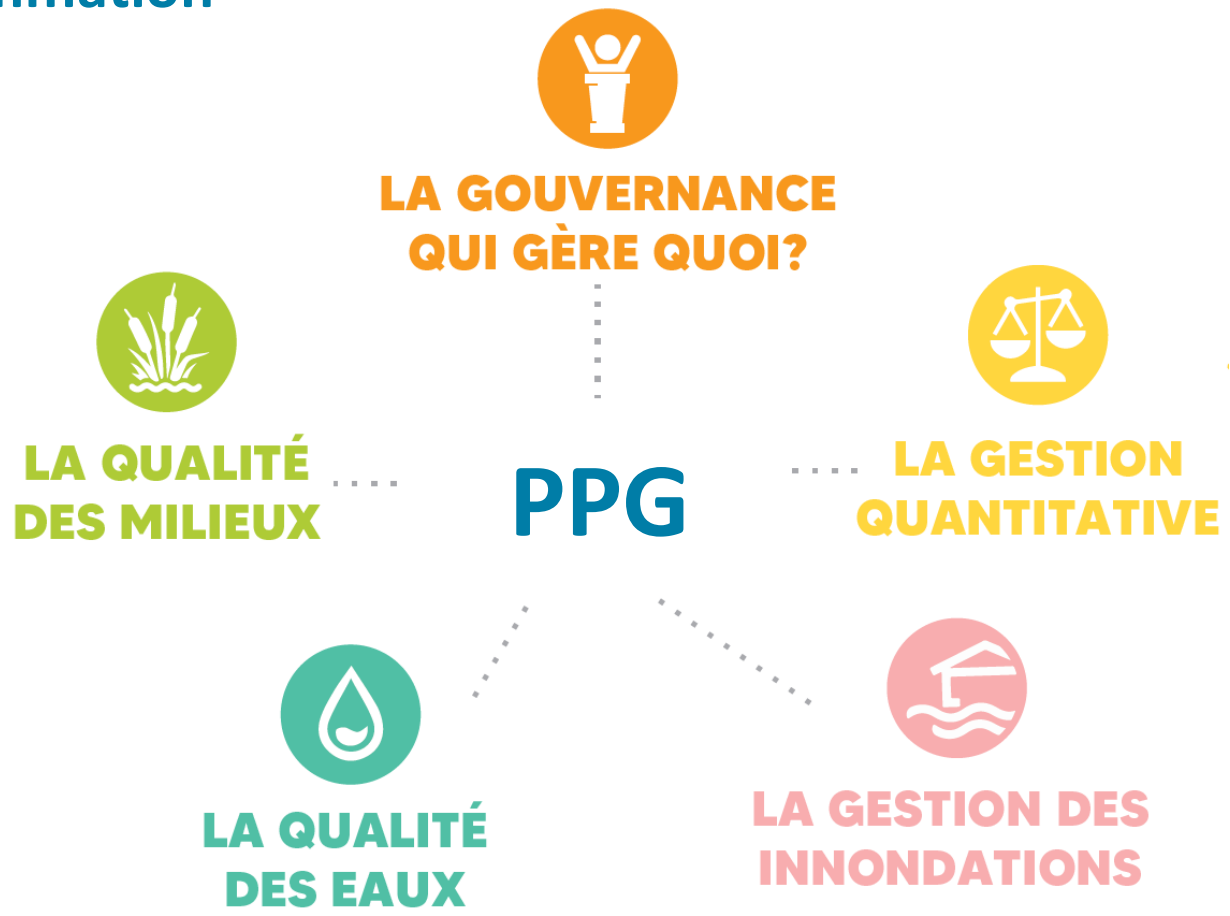 LA GOUVERNANCE
QUI GÈRE QUOI?
LA QUALITÉ
DES MILIEUX
PPG
LA GESTION
QUANTITATIVE
LA QUALITÉ
DES EAUX
LA GESTION DES
INNONDATIONS